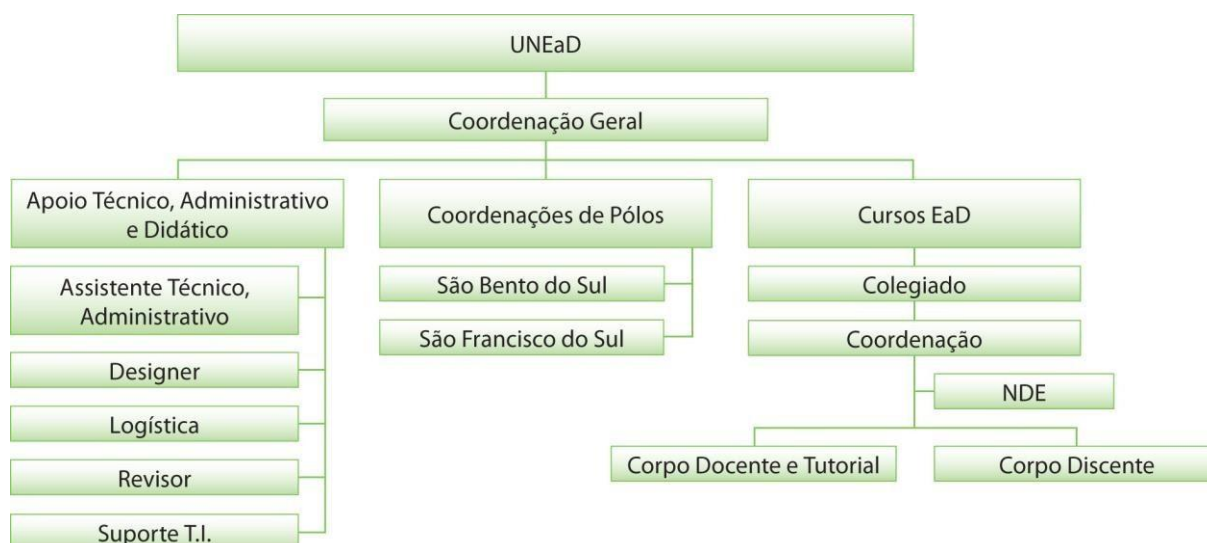 UNEaD
Coordenação Geral
Apoio Técnico, Administrativo
e Didático
Assistente Técnico,
Administrativo
Designer
Logística
Revisor
Suporte T.I.
Coordenações de Pólos
São Bento do Sul
São Francisco do Sul
Cursos EaD
Colegiado
Coordenação
NDE
Corpo Docente e Tutorial
Corpo Discente